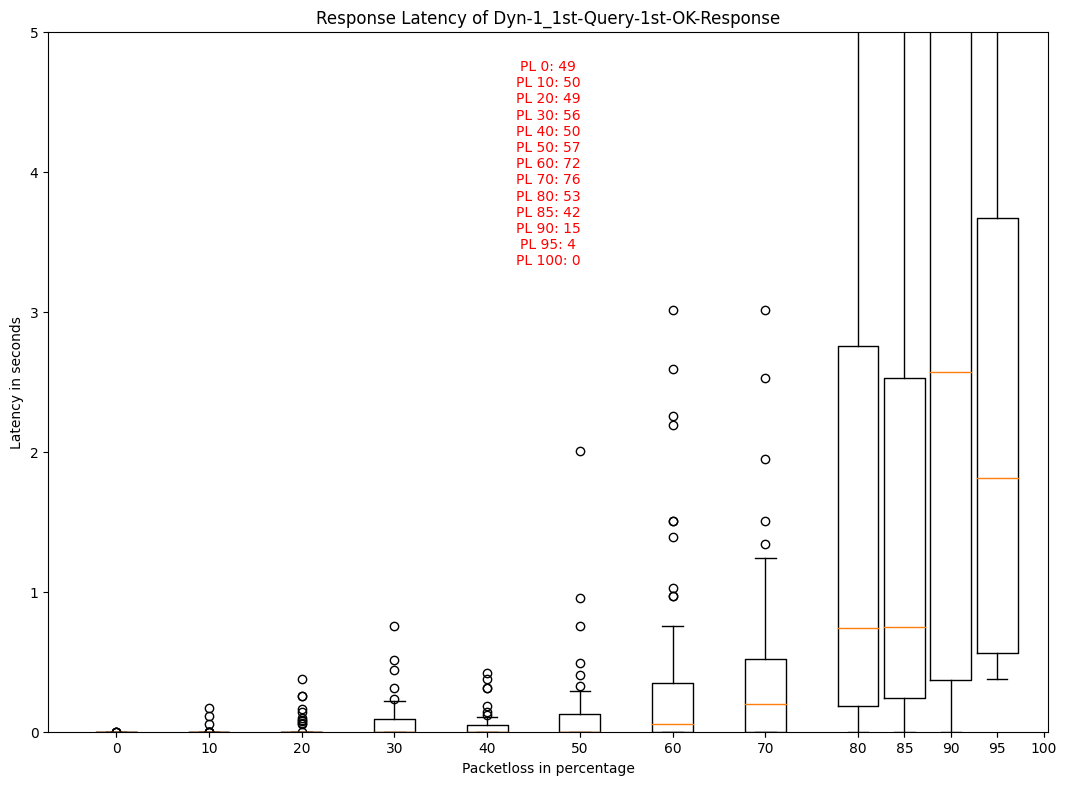 Response Latency of Dyn-1_1st-Query-1st-OK-Response
5
4
3
2
1
0
Latency in seconds
PL 0: 49
PL 10: 50
PL 20: 49
PL 30: 56
PL 40: 50
PL 50: 57
PL 60: 72
PL 70: 76
PL 80: 53
PL 85: 42
PL 90: 15
PL 95: 4
PL 100: 0
0 10 20 30 40 50 60 70 80 85 90 95 100
Packetloss in percentage